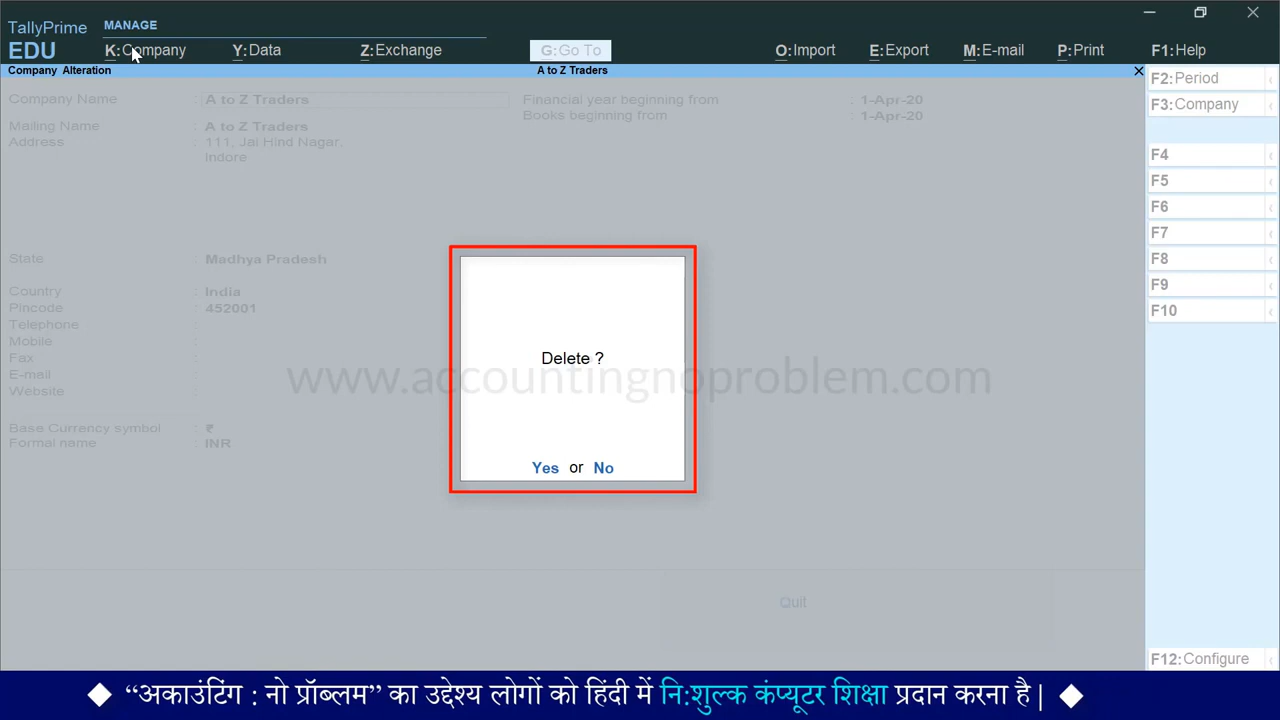 TallyPrime
EDU
MANAGE
K:Company Y:Data Z:Exchange G:Go To O:Import E:Export M:E-mail P:Print F1:Help
Company Alteration A to Z Traders
Company Name : A to Z Traders
Mailing Name : A to Z Traders
Address : 111, Jai Hind Nagar,
Indore
State : Madhya Pradesh
Country : India
Pincode : 452001
Telephone :
Mobile :
Fax :
E-mail :
Website :
Base Currency symbol : ₹
Formal name : INR
Financial year beginning from : 1-Apr-20
Books beginning from : 1-Apr-20
Delete ?
Yes or No
www.accountingnoproblem.com
Quit
F2:Period
F3:Company
F4
F5
F6
F7
F8
F9
F10
F12:Configure
◆ “अकाउंटिंग : नो प्रॉब्लम” का उद्देश्य लोगों को हिंदी में नि:शुल्क कंप्यूटर शिक्षा प्रदान करना है | ◆